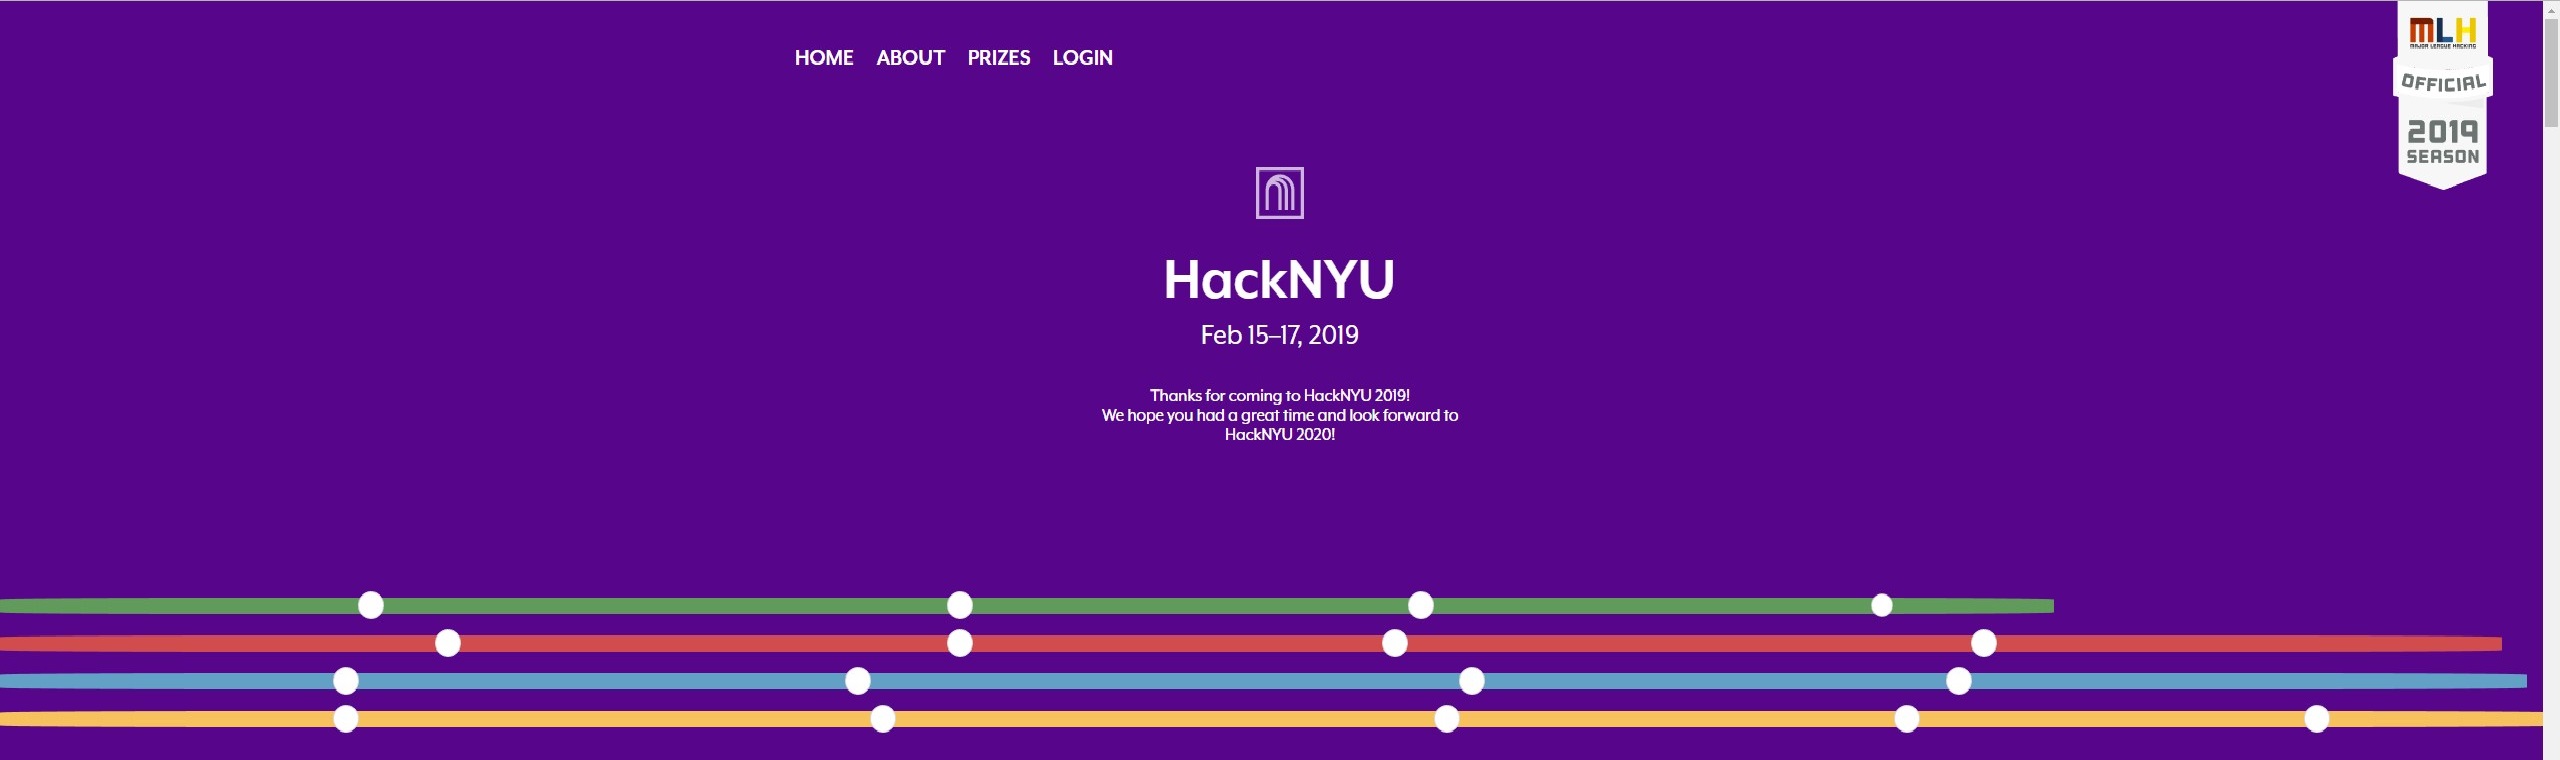 HOME ABOUT PRIZES LOGIN
MLH
MAJOR LEAGUE HACKING
OFFICIAL
2019
SEASON
HackNYU
Feb 15–17, 2019
Thanks for coming to HackNYU 2019!
We hope you had a great time and look forward to
HackNYU 2020!